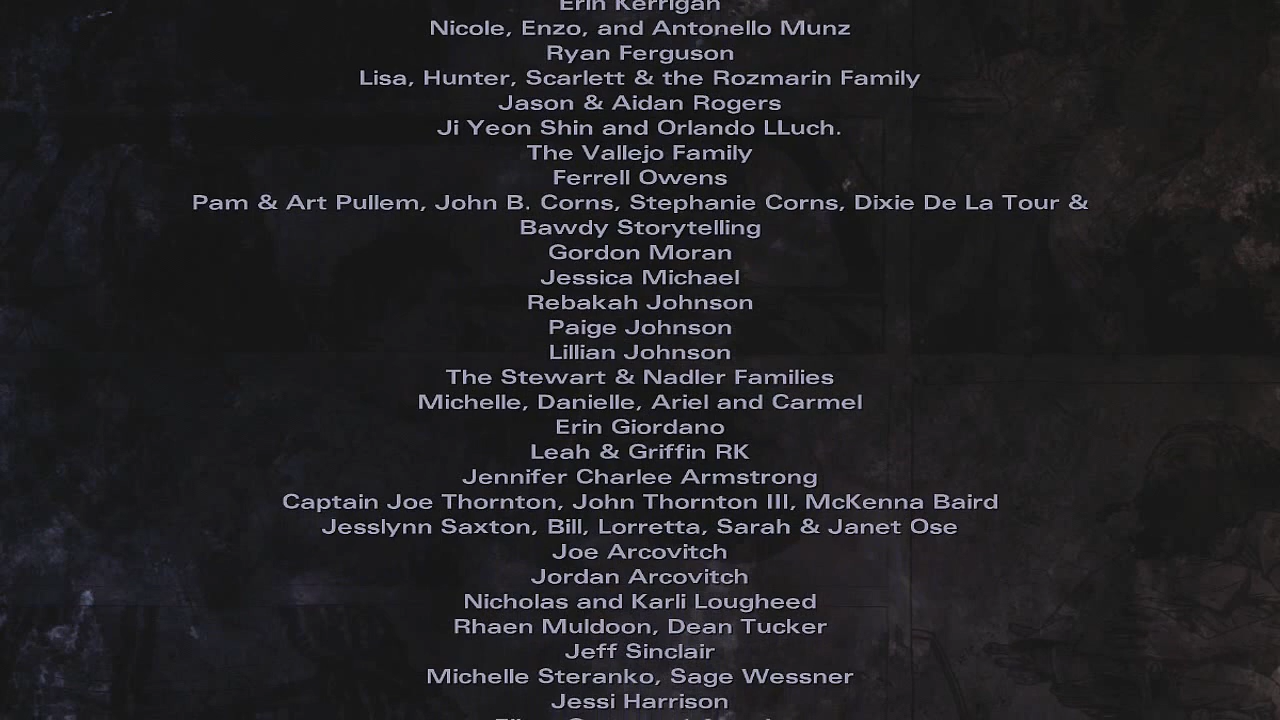 Erin Kerrigan
Nicole, Enzo, and Antonello Munz
Ryan Ferguson
Lisa, Hunter, Scarlett & the Rozmarin Family
Jason & Aidan Rogers
Ji Yeon Shin and Orlando LLuch.
The Vallejo Family
Ferrell Owens
Pam & Art Pullem, John B. Corns, Stephanie Corns, Dixie De La Tour &
Bawdy Storytelling
Gordon Moran
Jessica Michael
Rebakah Johnson
Paige Johnson
Lillian Johnson
The Stewart & Nadler Families
Michelle, Danielle, Ariel and Carmel
Erin Giordano
Leah & Griffin RK
Jennifer Charlee Armstrong
Captain Joe Thornton, John Thornton III, McKenna Baird
Jesslynn Saxton, Bill, Lorretta, Sarah & Janet Ose
Joe Arcovitch
Jordan Arcovitch
Nicholas and Karli Lougheed
Rhaen Muldoon, Dean Tucker
Jeff Sinclair
Michelle Steranko, Sage Wessner
Jessi Harrison